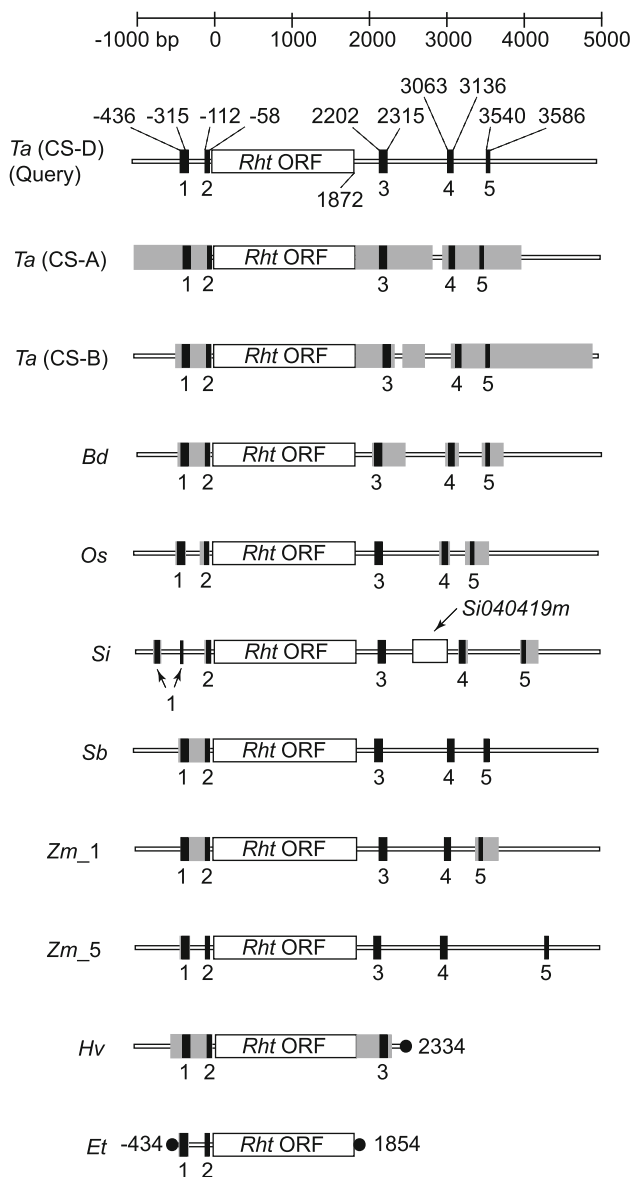 -1000 bp 0 1000 2000 3000 4000 5000
3063 3136
-436 -315 -112 -58 2202 2315 3540 3586
Ta (CS-D) Rht ORF
(Query) 1 2 1872 3 4 5
Ta (CS-A) Rht ORF
1 2 3 4 5
Ta (CS-B) Rht ORF
1 2 3 4 5
Bd Rht ORF
1 2 3 4 5
Os Rht ORF
1 2 3 4 5
Si040419m
Si Rht ORF
1 2 3 4 5
Sb Rht ORF
1 2 3 4 5
Zm_1 Rht ORF
1 2 3 4 5
Zm_5 Rht ORF
1 2 3 4 5
Hv Rht ORF 2334
1 2 3
Et -434 Rht ORF 1854
1 2